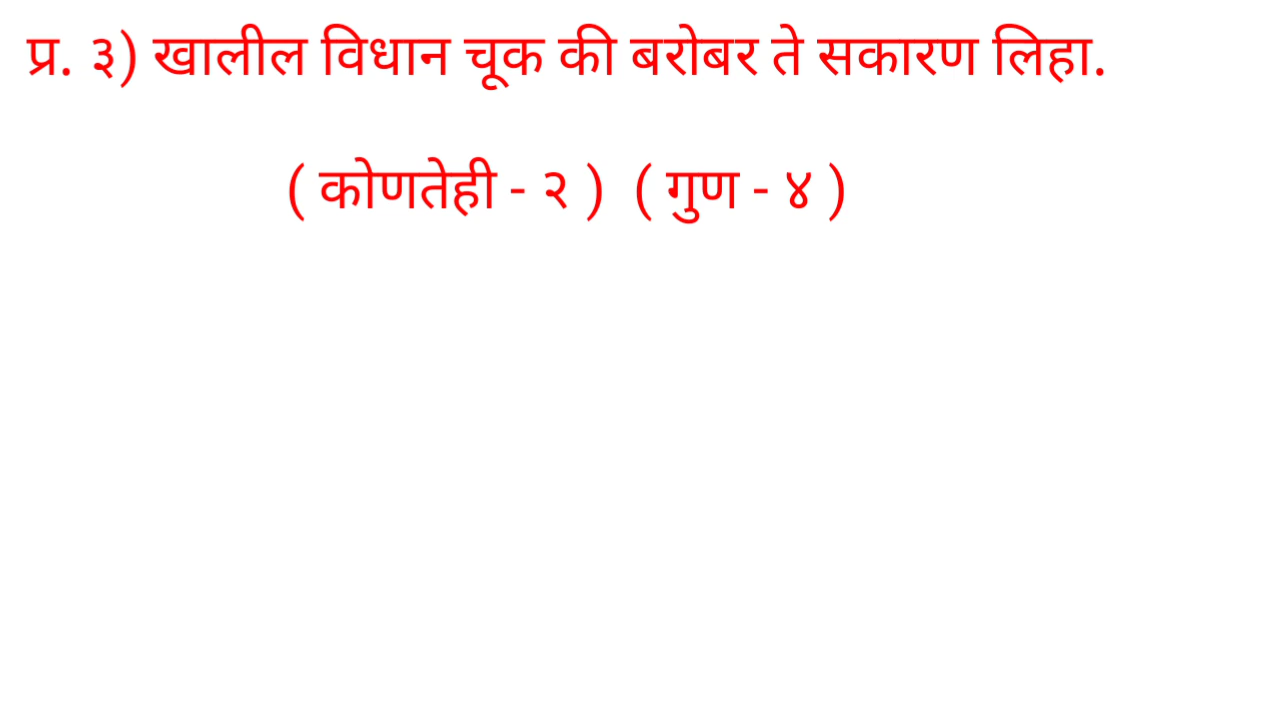 प्र. ३) खालील विधान चूक की बरोबर ते सकारण लिहा.
( कोणतेही - २ ) ( गुण - ४ )